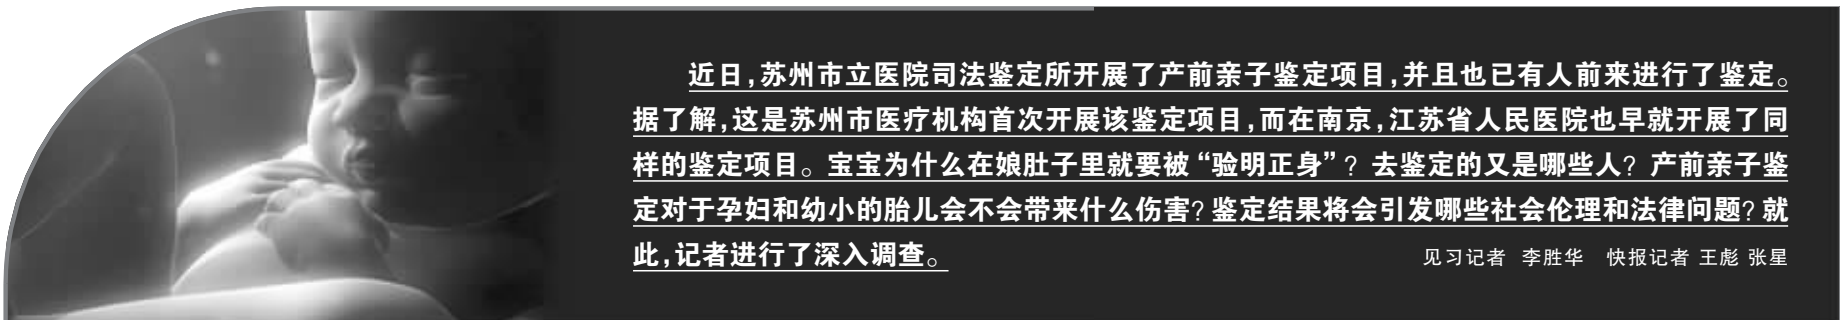 近日,苏州市立医院司法鉴定所开展了产前亲子鉴定项目,并且也已有人前来进行了鉴定。
据了解,这是苏州市医疗机构首次开展该鉴定项目,而在南京,江苏省人民医院也早就开展了同
样的鉴定项目。宝宝为什么在娘肚子里就要被“验明正身”? 去鉴定的又是哪些人? 产前亲子鉴
定对于孕妇和幼小的胎儿会不会带来什么伤害? 鉴定结果将会引发哪些社会伦理和法律问题? 就
此,记者进行了深入调查。 见习记者 李胜华 快报记者 王彪 张星